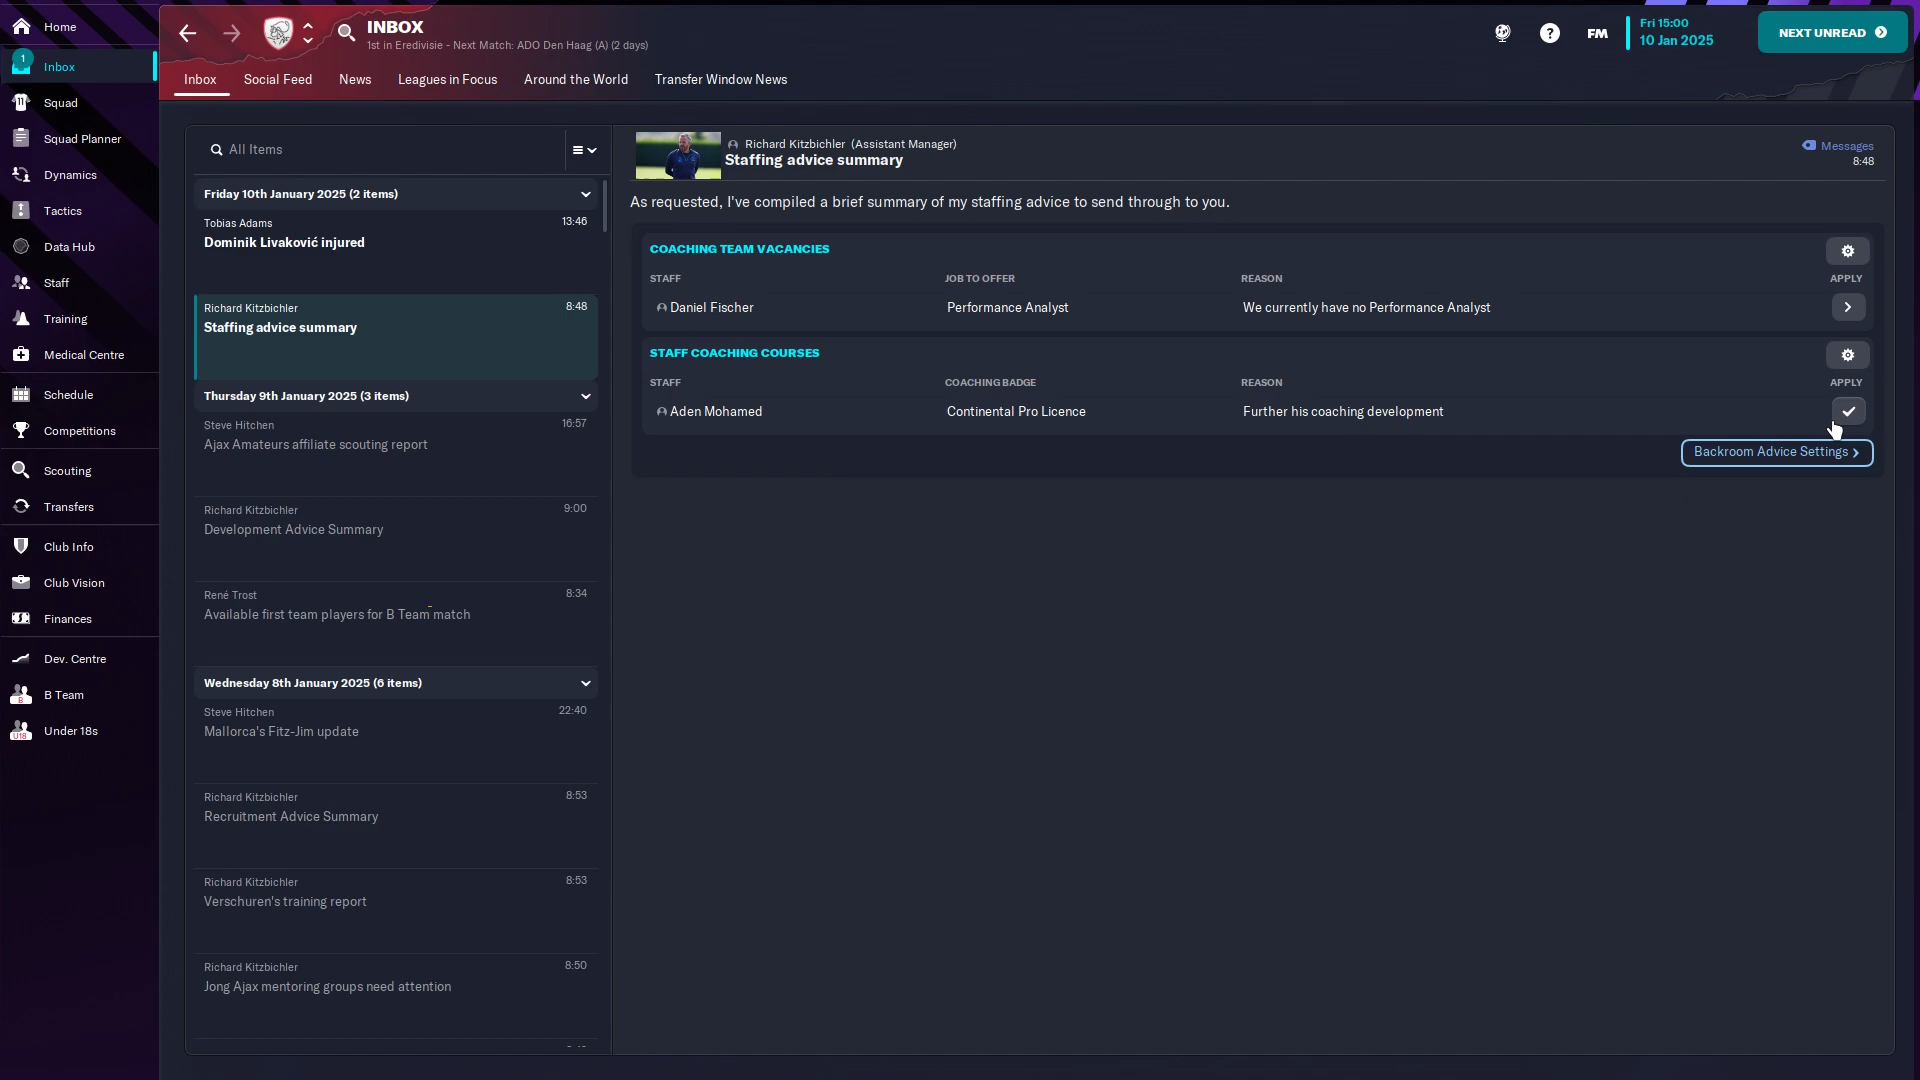 Home
1
Inbox
Squad
Squad Planner
Dynamics
Tactics
Data Hub
Staff
Training
Medical Centre
Schedule
Competitions
Scouting
Transfers
Club Info
Club Vision
Finances
Dev. Centre
B Team
Under 18s
INBOX
1st in Eredivisie - Next Match: ADO Den Haag (A) (2 days)
FM
Fri 15:00
10 Jan 2025
NEXT UNREAD
Inbox
Social Feed
News
Leagues in Focus
Around the World
Transfer Window News
All Items
Friday 10th January 2025 (2 items)
Tobias Adams 13:46
Dominik Livaković injured
Richard Kitzbichler 8:48
Staffing advice summary
Thursday 9th January 2025 (3 items)
Steve Hitchen 16:57
Ajax Amateurs affiliate scouting report
Richard Kitzbichler 9:00
Development Advice Summary
René Trost 8:34
Available first team players for B Team match
Wednesday 8th January 2025 (6 items)
Steve Hitchen 22:40
Mallorca's Fitz-Jim update
Richard Kitzbichler 8:53
Recruitment Advice Summary
Richard Kitzbichler 8:53
Verschuren's training report
Richard Kitzbichler 8:50
Jong Ajax mentoring groups need attention
Richard Kitzbichler (Assistant Manager)
Staffing advice summary
Messages
8:48
As requested, I've compiled a brief summary of my staffing advice to send through to you.
COACHING TEAM VACANCIES
STAFF JOB TO OFFER REASON APPLY
Daniel Fischer Performance Analyst We currently have no Performance Analyst
STAFF COACHING COURSES
STAFF COACHING BADGE REASON APPLY
Aden Mohamed Continental Pro Licence Further his coaching development
Backroom Advice Settings